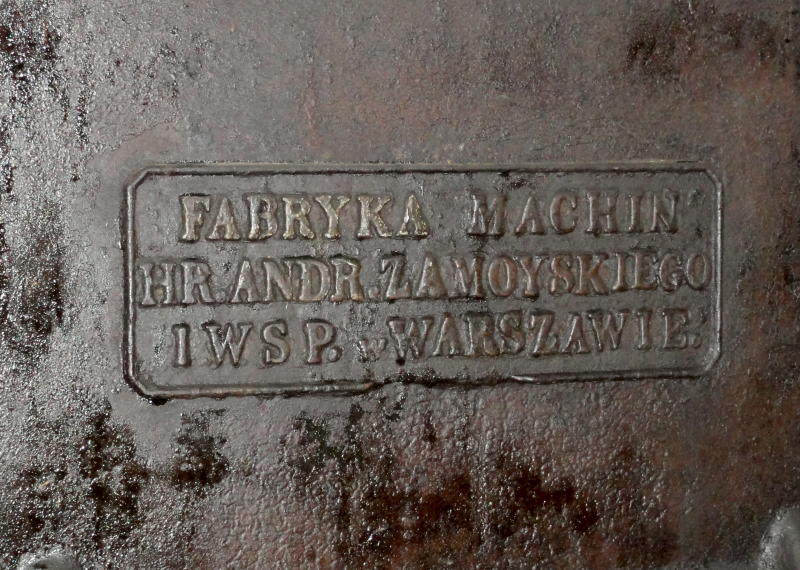 FABRYKA MACHIN
HR. ANDR. ZAMOYSKIEGO
I WSP. w WARSZAWIE.